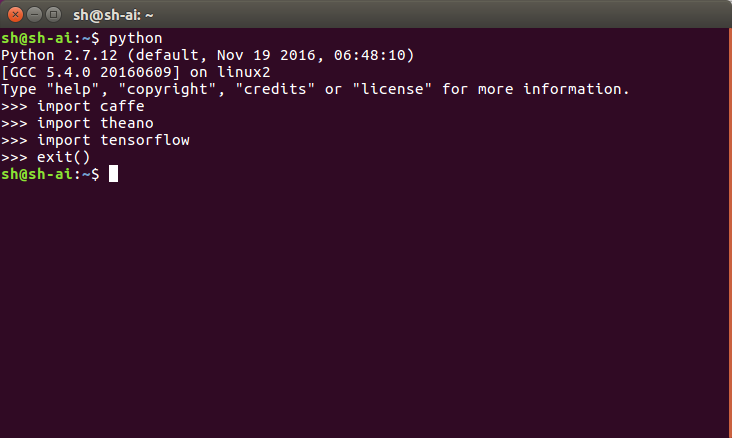 sh@sh-ai: ~
sh@sh-ai:~$ python
Python 2.7.12 (default, Nov 19 2016, 06:48:10)
[GCC 5.4.0 20160609] on linux2
Type "help", "copyright", "credits" or "license" for more information.
>>> import caffe
>>> import theano
>>> import tensorflow
>>> exit()
sh@sh-ai:~$